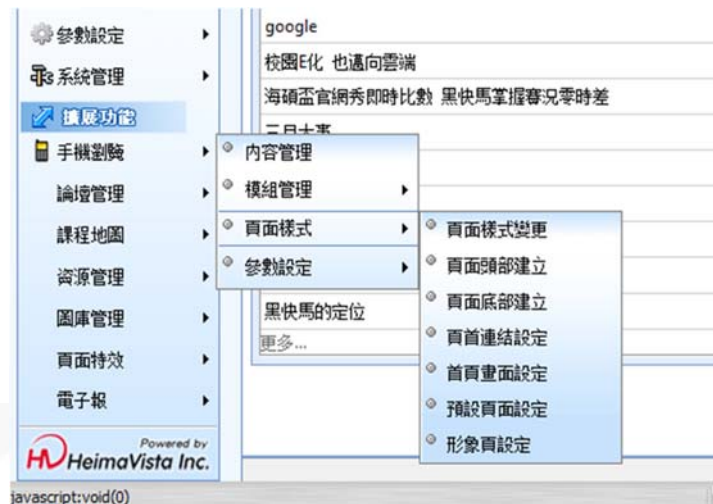 參數設定
系統管理
擴展功能
手機瀏覽
論壇管理
課程地圖
資源管理
圖庫管理
頁面特效
電子報
Powered by
HeimaVista Inc.
javascript:void(0)
google
校園E化 也邁向雲端
海碩盃官網秀即時比數 黑快馬掌握賽況零時差
三月大事
內容管理
模組管理
頁面樣式
參數設定
黑快馬的定位
更多...
頁面樣式變更
頁面頭部建立
頁面底部建立
頁首連結設定
首頁畫面設定
預設頁面設定
形象頁設定